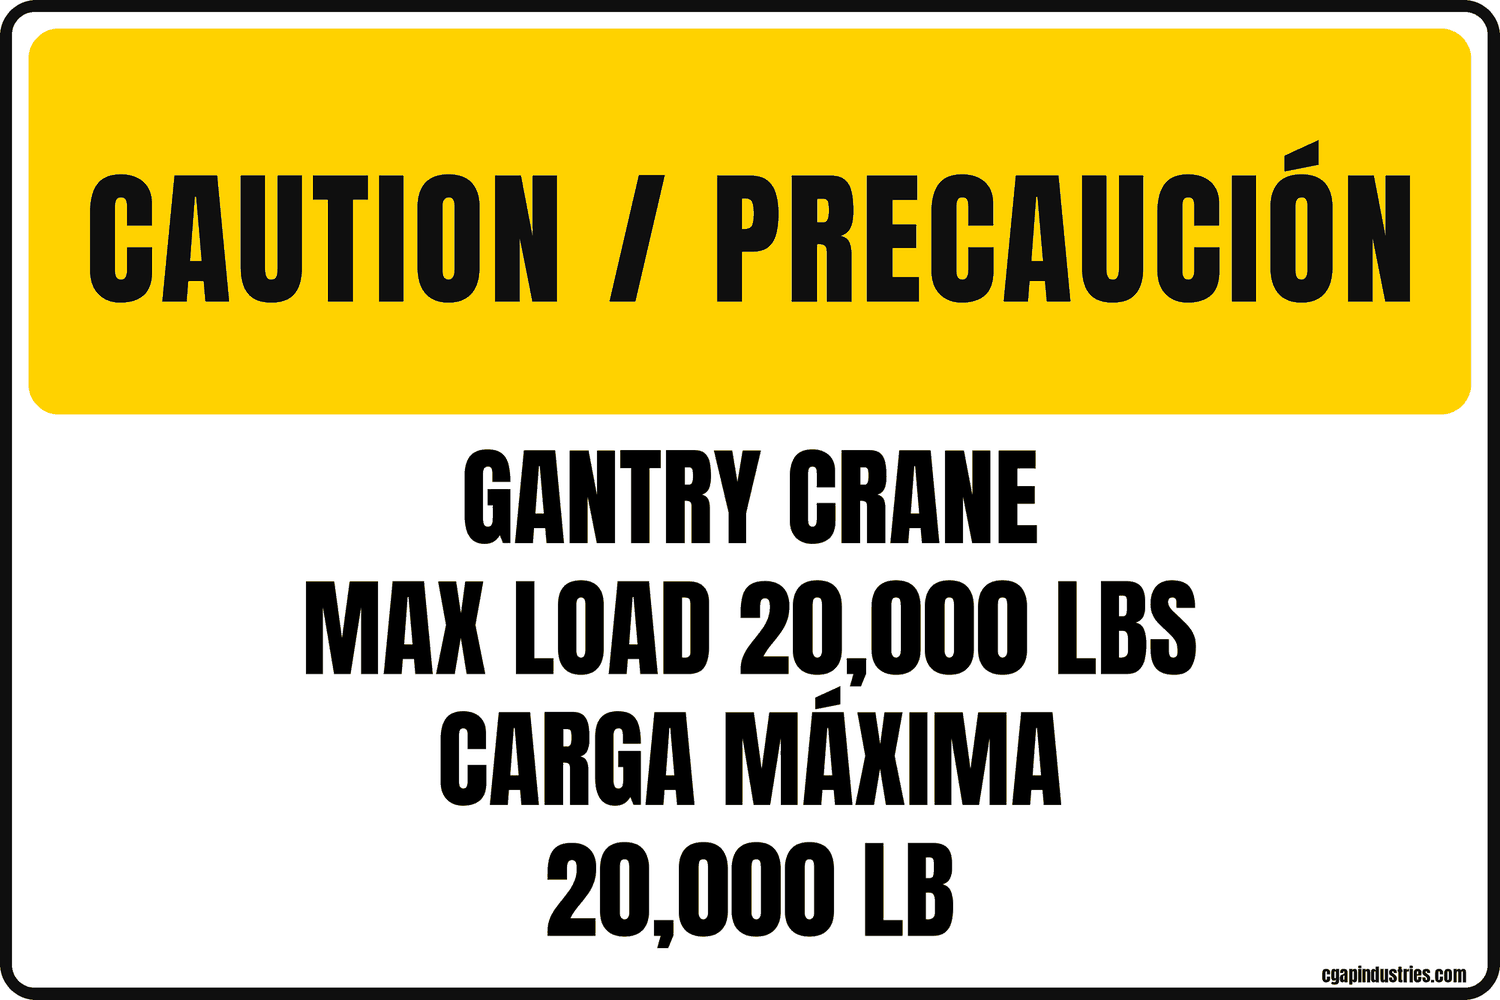 CAUTION / PRECAUCIÓN
GANTRY CRANE
MAX LOAD 20,000 LBS
CARGA MÁXIMA
20,000 LB
cgapindustries.com